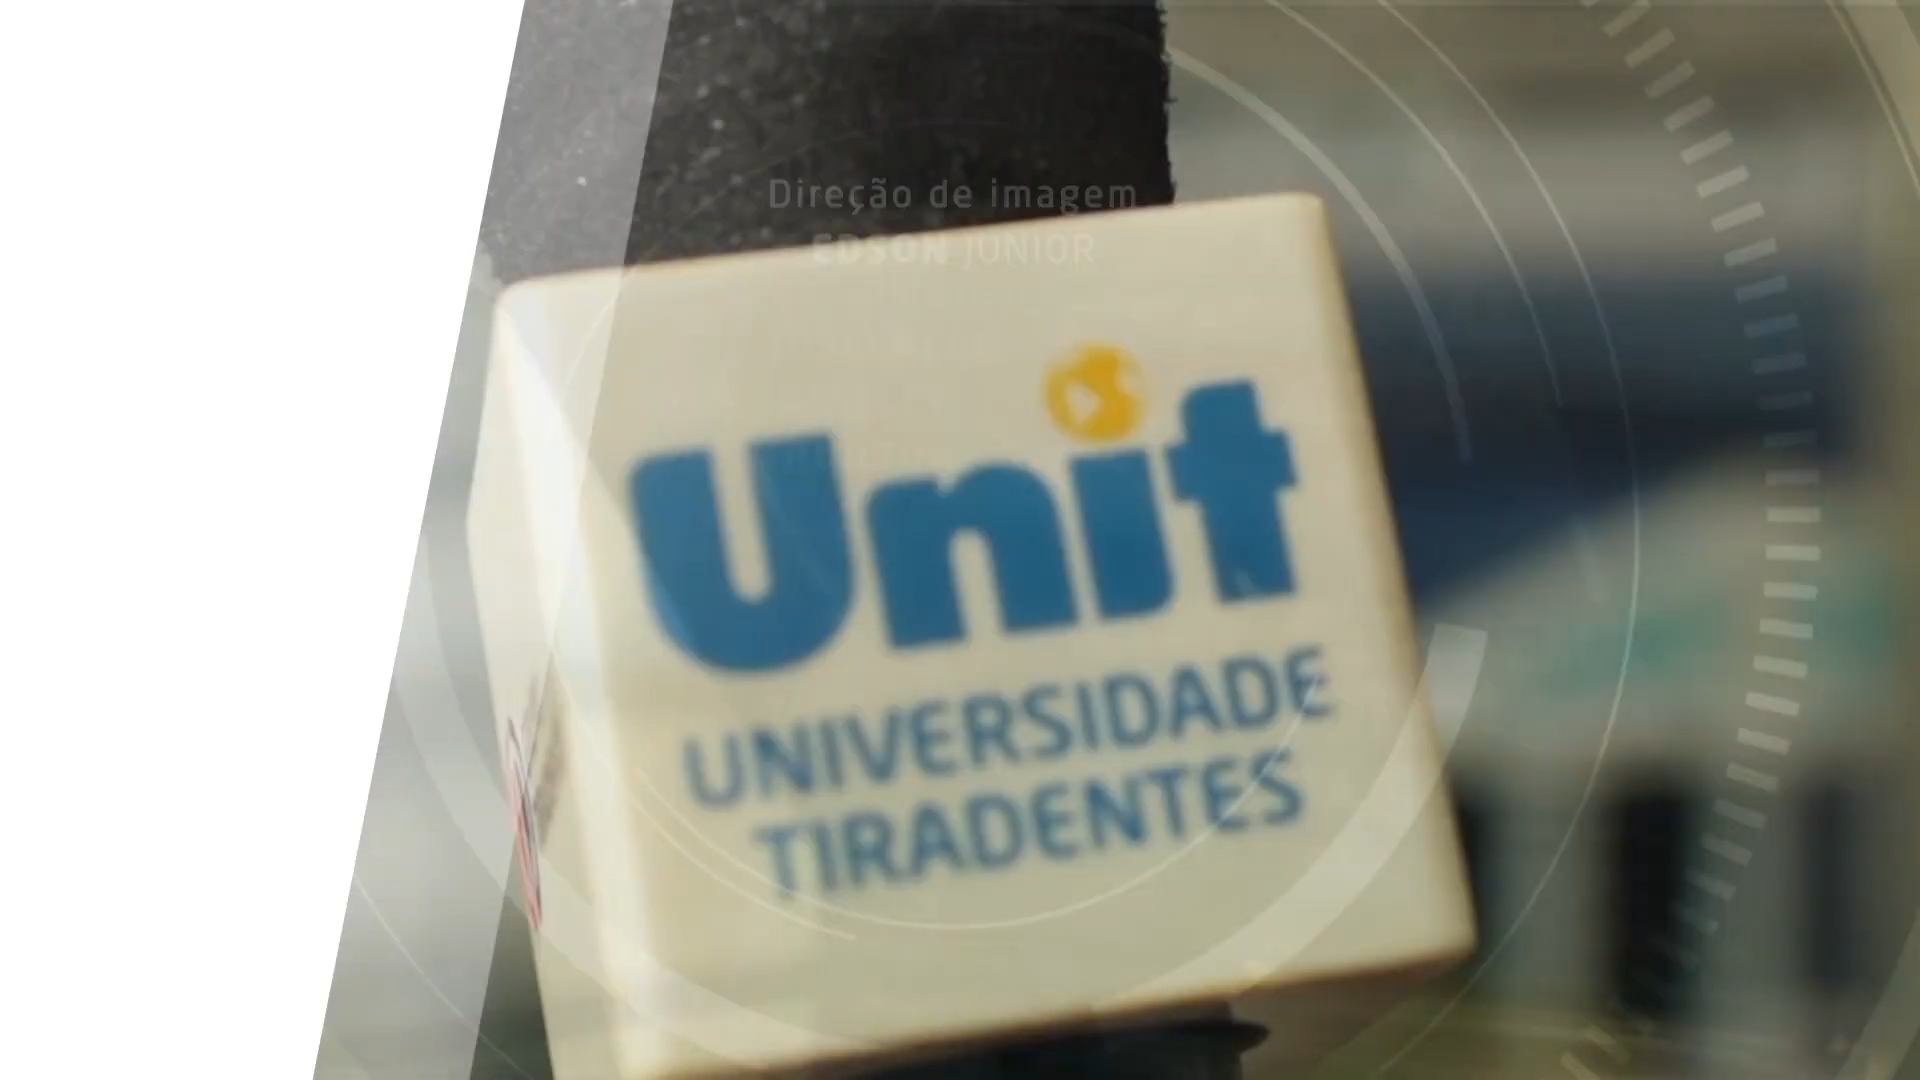 Direção de imagem
EDSON JUNIOR
Unit
UNIVERSIDADE
TIRADENTES